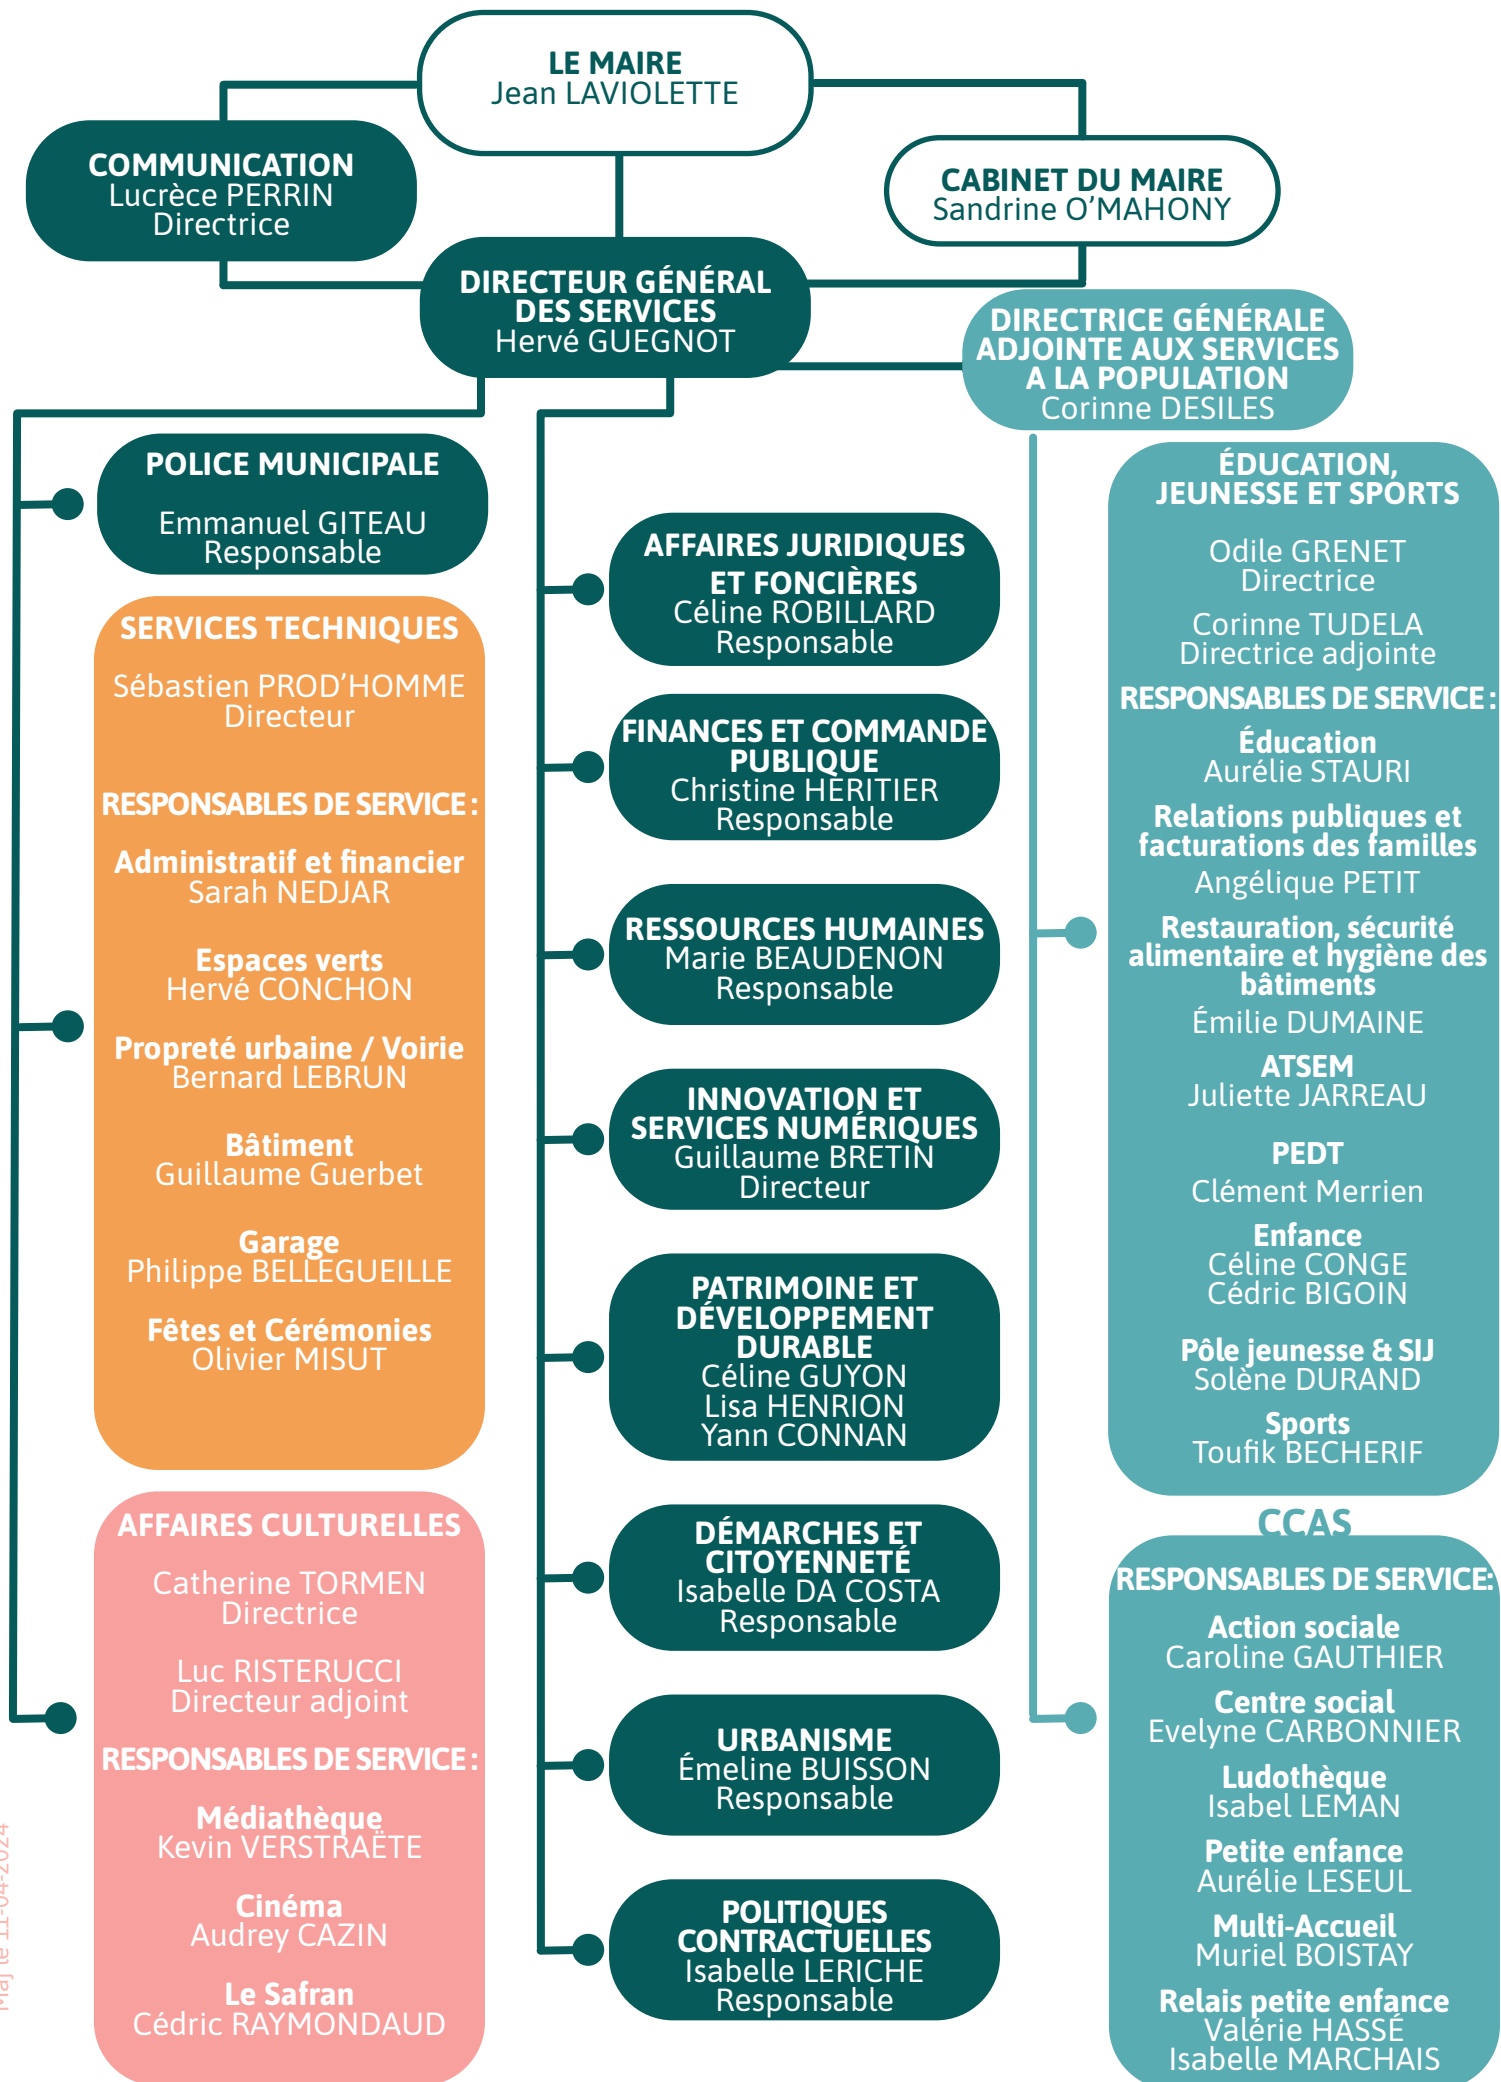 LE MAIRE
Jean LAVIOLETTE
COMMUNICATION
Lucrèce PERRIN
Directrice
CABINET DU MAIRE
Sandrine O'MAHONY
DIRECTEUR GÉNÉRAL
DES SERVICES
Hervé GUEGNOT
DIRECTRICE GÉNÉRALE
ADJOINTE AUX SERVICES
A LA POPULATION
Corinne DESILES
POLICE MUNICIPALE
Emmanuel GITEAU
Responsable
SERVICES TECHNIQUES
Sébastien PROD'HOMME
Directeur
RESPONSABLES DE SERVICE :
Administratif et financier
Sarah NEDJAR
Espaces verts
Hervé CONCHON
Propreté urbaine / Voirie
Bernard LEBRUN
Bâtiment
Guillaume Guerbet
Garage
Philippe BELLEGUEILLE
Fêtes et Cérémonies
Olivier MISUT
AFFAIRES CULTURELLES
Catherine TORMEN
Directrice
Luc RISTERUCCI
Directeur adjoint
RESPONSABLES DE SERVICE :
Médiathèque
Kevin VERSTRAËTE
Cinéma
Audrey CAZIN
Le Safran
Cédric RAYMONDAUD
AFFAIRES JURIDIQUES
ET FONCIÈRES
Céline ROBILLARD
Responsable
FINANCES ET COMMANDE
PUBLIQUE
Christine HERITIER
Responsable
RESSOURCES HUMAINES
Marie BEAUDENON
Responsable
INNOVATION ET
SERVICES NUMÉRIQUES
Guillaume BRETIN
Directeur
PATRIMOINE ET
DÉVELOPPEMENT
DURABLE
Céline GUYON
Lisa HENRION
Yann CONNAN
DÉMARCHES ET
CITOYENNETÉ
Isabelle DA COSTA
Responsable
URBANISME
Émeline BUISSON
Responsable
POLITIQUES
CONTRACTUELLES
Isabelle LERICHE
Responsable
ÉDUCATION,
JEUNESSE ET SPORTS
Odile GRENET
Directrice
Corinne TUDELA
Directrice adjointe
RESPONSABLES DE SERVICE :
Éducation
Aurélie STAURI
Relations publiques et
facturations des familles
Angélique PETIT
Restauration, sécurité
alimentaire et hygiène des
bâtiments
Émilie DUMAINE
ATSEM
Juliette JARREAU
PEDT
Clément Merrien
Enfance
Céline CONGE
Cédric BIGOIN
Pôle jeunesse & SIJ
Solène DURAND
Sports
Toufik BECHERIF
CCAS
RESPONSABLES DE SERVICE:
Action sociale
Caroline GAUTHIER
Centre social
Evelyne CARBONNIER
Ludothèque
Isabel LEMAN
Petite enfance
Aurélie LESEUL
Multi-Accueil
Muriel BOISTAY
Relais petite enfance
Valérie HASSÉ
Isabelle MARCHAIS
Maj le 11-04-2024